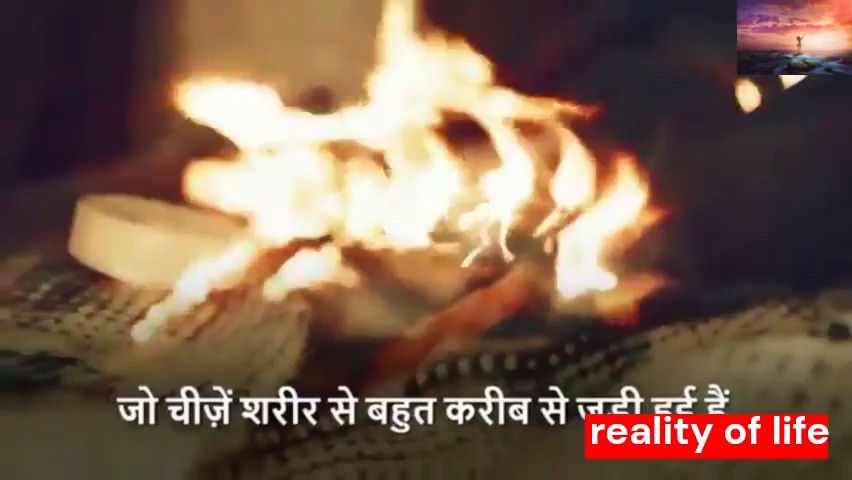 जो चीज़ें शरीर से बहुत करीब से जुड़ी हुई हैं
reality of life